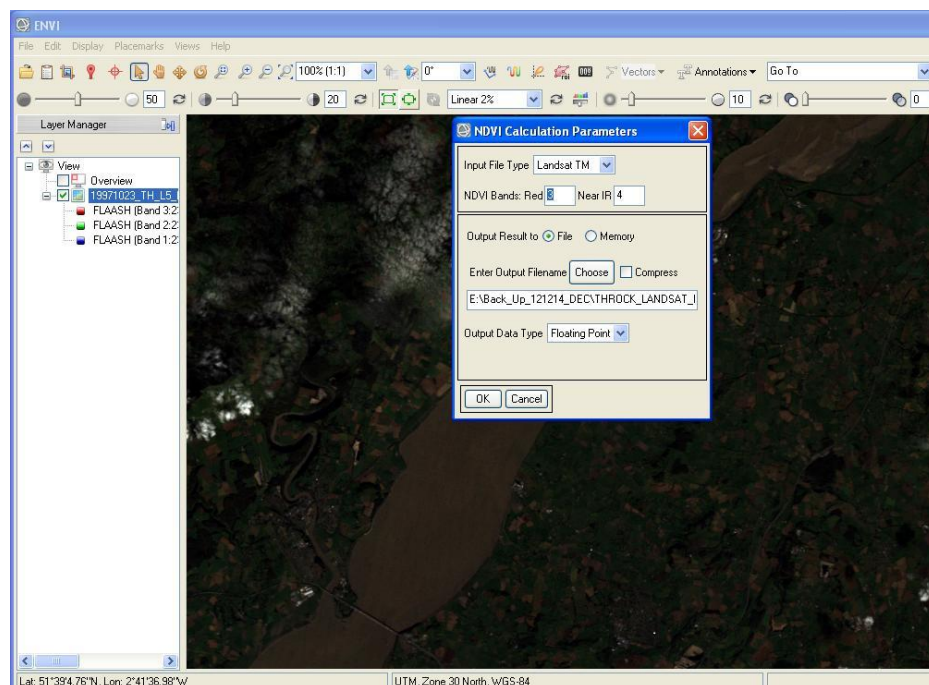 ENVI
File Edit Display Placemarks Views Help
100% (1:1) 0° Vectors Annotations Go To
50 20 Linear 2% 10 0
Layer Manager
View
Overview
19971023_TH_L5_
FLAASH (Band 3:2
FLAASH (Band 2:2
FLAASH (Band 1:2
NDVI Calculation Parameters
Input File Type Landsat TM
NDVI Bands: Red 3 Near IR 4
Output Result to File Memory
Enter Output Filename Choose Compress
E:\Back_Up_121214_DEC\THROCK_LANDSAT_
Output Data Type Floating Point
OK Cancel
Lat: 51°39'4.76"N, Lon: 2°41'36.98"W UTM, Zone 30 North, WGS-84